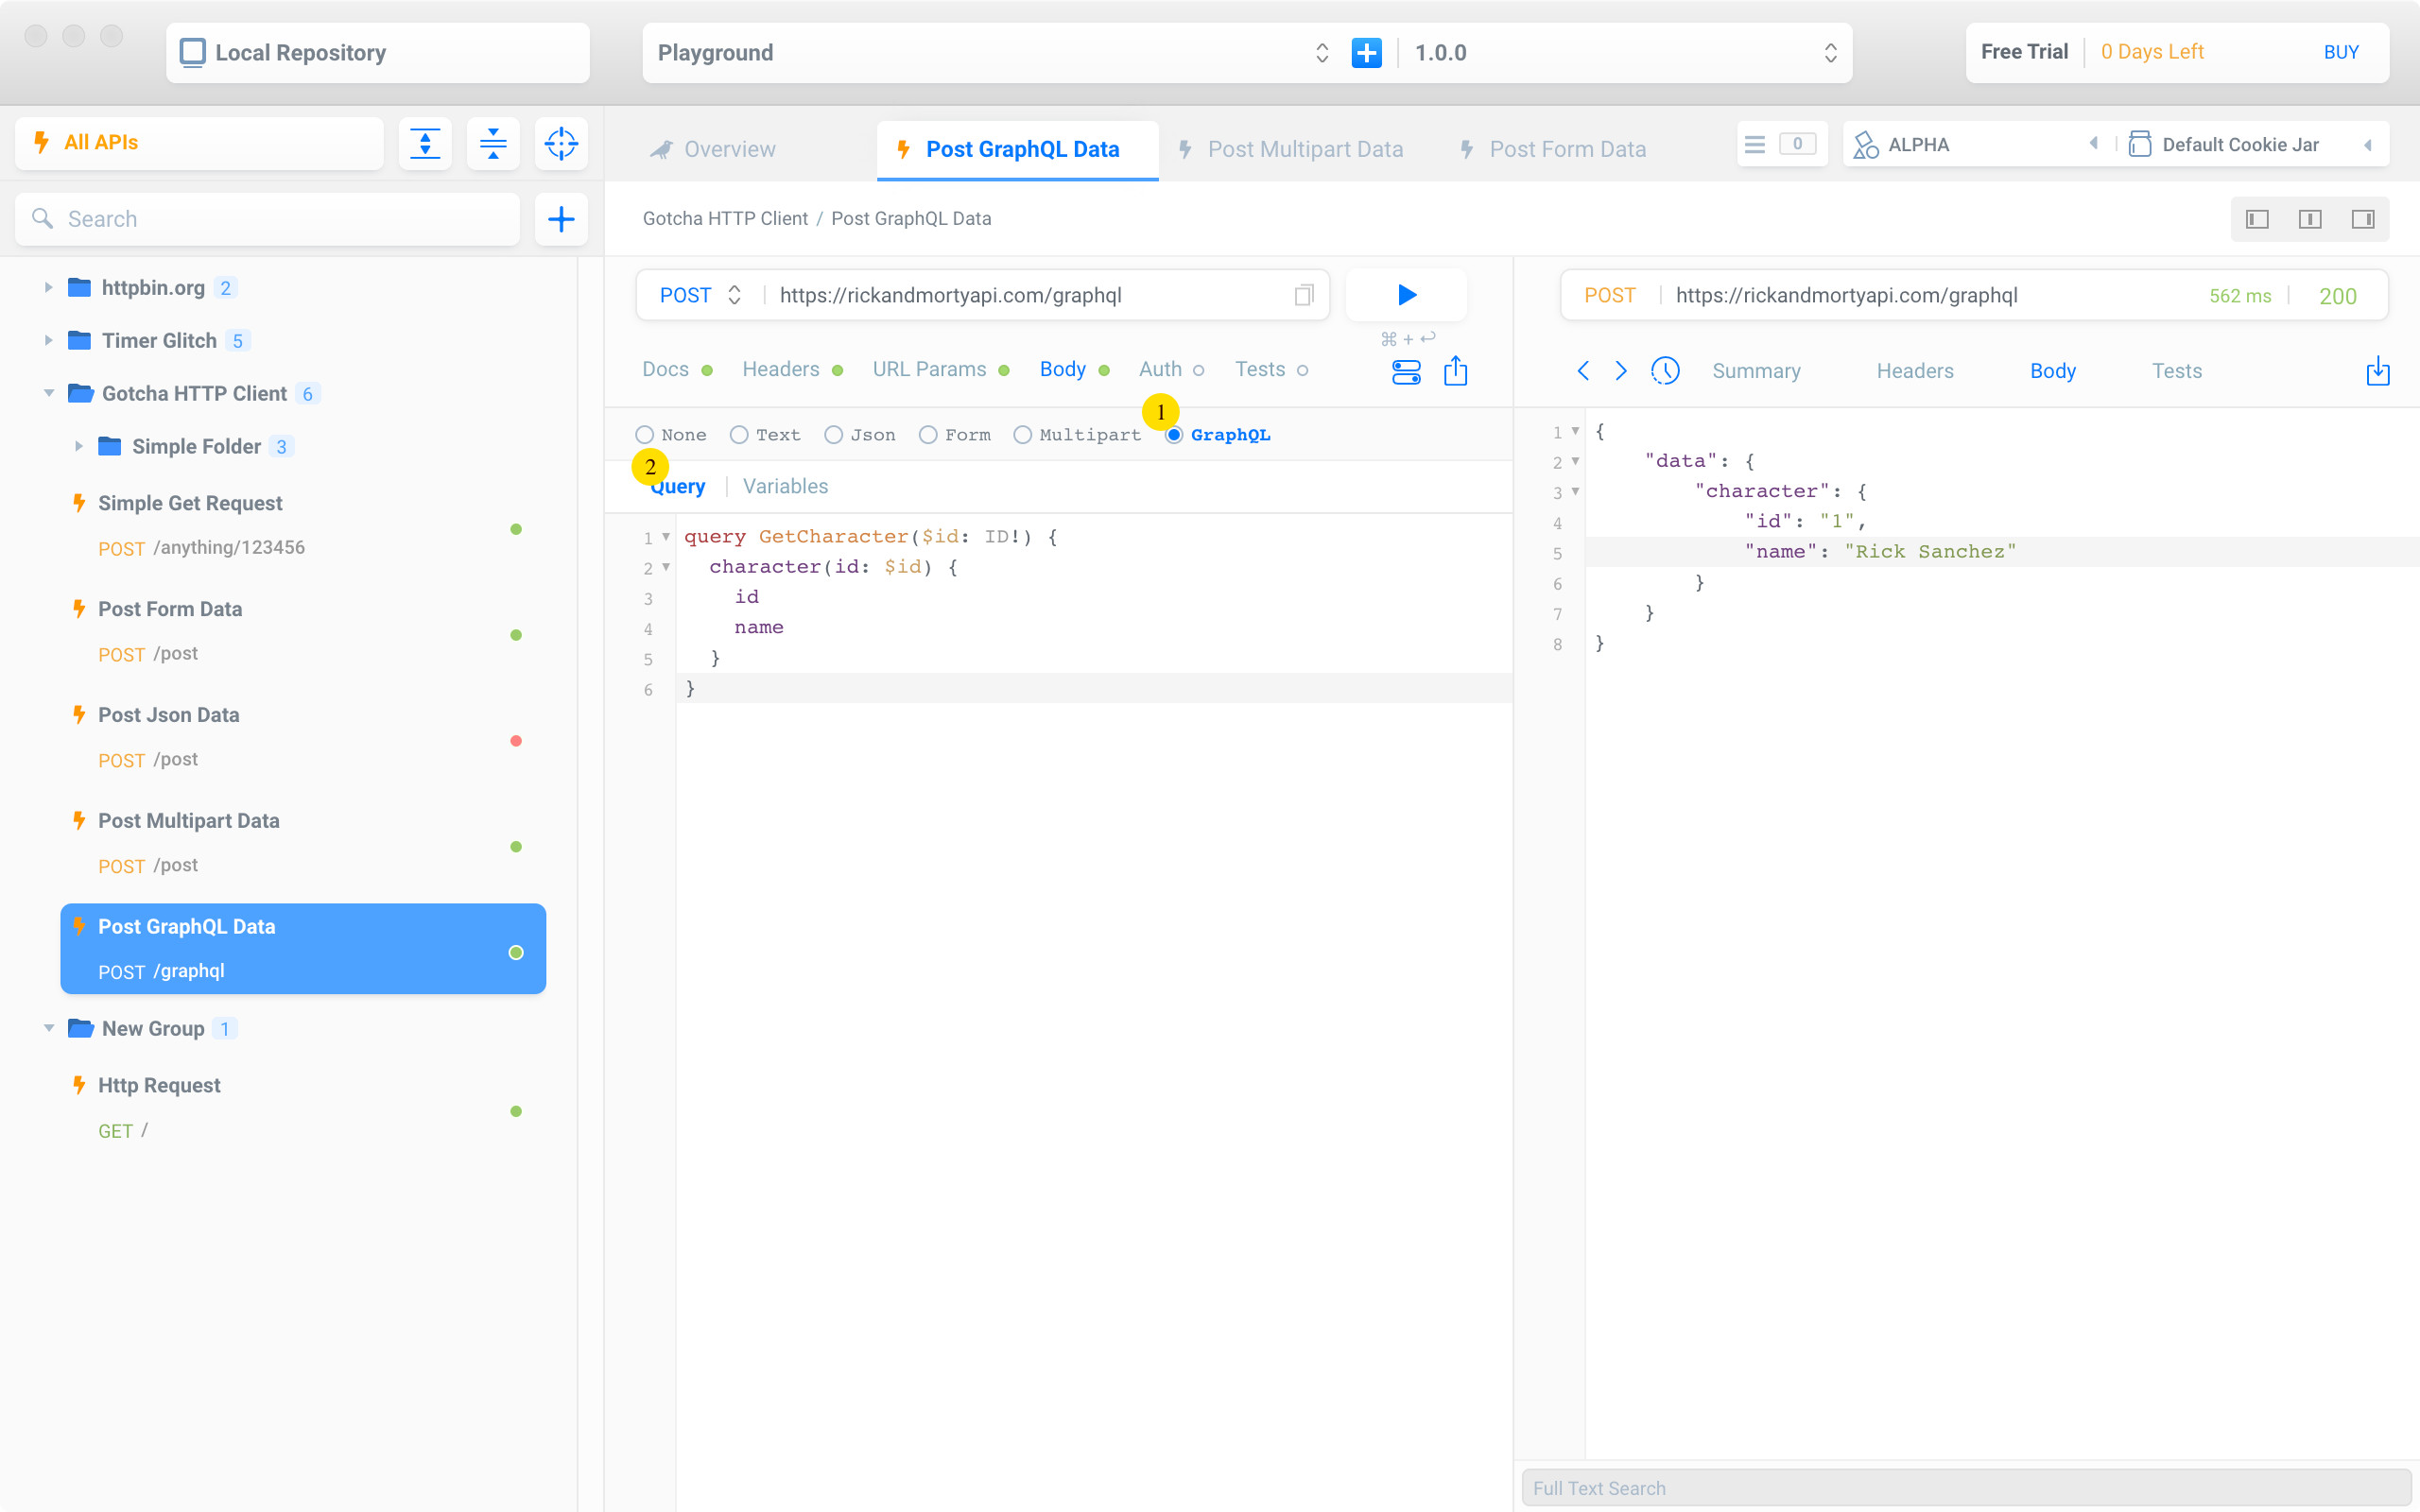 Local Repository
Playground
1.0.0
Free Trial
0 Days Left
BUY
All APIs
Overview
Post GraphQL Data
Post Multipart Data
Post Form Data
0
ALPHA
Default Cookie Jar
Search
Gotcha HTTP Client / Post GraphQL Data
httpbin.org 2
Timer Glitch 5
Gotcha HTTP Client 6
Simple Folder 3
Simple Get Request
POST /anything/123456
Post Form Data
POST /post
Post Json Data
POST /post
Post Multipart Data
POST /post
Post GraphQL Data
POST /graphql
New Group 1
Http Request
GET /
POST https://rickandmortyapi.com/graphql
⌘ + ↩
Docs Headers URL Params Body Auth Tests
1
None Text Json Form Multipart GraphQL
2
Query Variables
1 query GetCharacter($id: ID!) {
2 character(id: $id) {
3 id
4 name
5 }
6 }
POST https://rickandmortyapi.com/graphql 562 ms 200
Summary Headers Body Tests
1 {
2 "data": {
3 "character": {
4 "id": "1",
5 "name": "Rick Sanchez"
6 }
7 }
8 }
Full Text Search